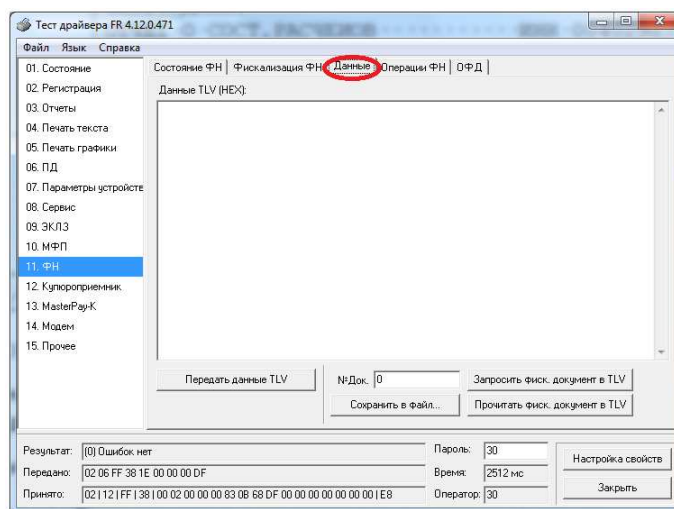 Тест драйвера FR 4.12.0.471
Файл Язык Справка
01. Состояние
02. Регистрация
03. Отчеты
04. Печать текста
05. Печать графики
06. ПД
07. Параметры устройств
08. Сервис
09. ЭКЛЗ
10. МФП
11. ФН
12. Купюроприемник
13. MasterPay-K
14. Модем
15. Прочее
Состояние ФН Фискализация ФН Данные Операции ФН ОФД
Данные TLV (HEX):
Передать данные TLV
№Док. 0
Запросить фиск. документ в TLV
Сохранить в файл...
Прочитать фиск. документ в TLV
Результат: (0) Ошибок нет
Пароль: 30
Передано: 02 06 FF 38 1E 00 00 00 DF
Время: 2512 мс
Принято: 02 | 12 | FF | 38 | 00 02 00 00 00 83 0B 68 DF 00 00 00 00 00 00 00 | E8
Оператор: 30
Настройка свойств
Закрыть